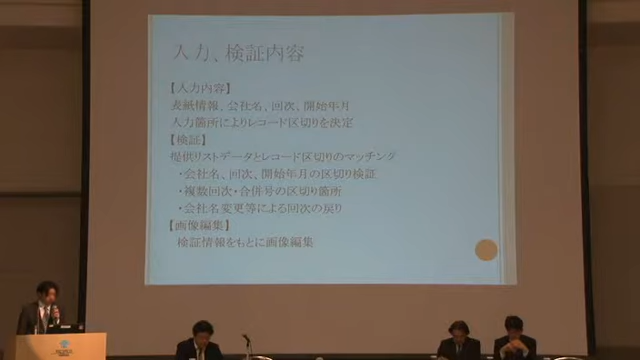 入力、検証内容
【入力内容】
表紙情報、会社名、回次、開始年月
入力箇所によりレコード区切りを決定
【検証】
提供リストデータとレコード区切りのマッチング
・会社名、回次、開始年月の区切り検証
・複数回次・合併号の区切り箇所
・会社名変更等による回次の戻り
【画像編集】
検証情報をもとに画像編集